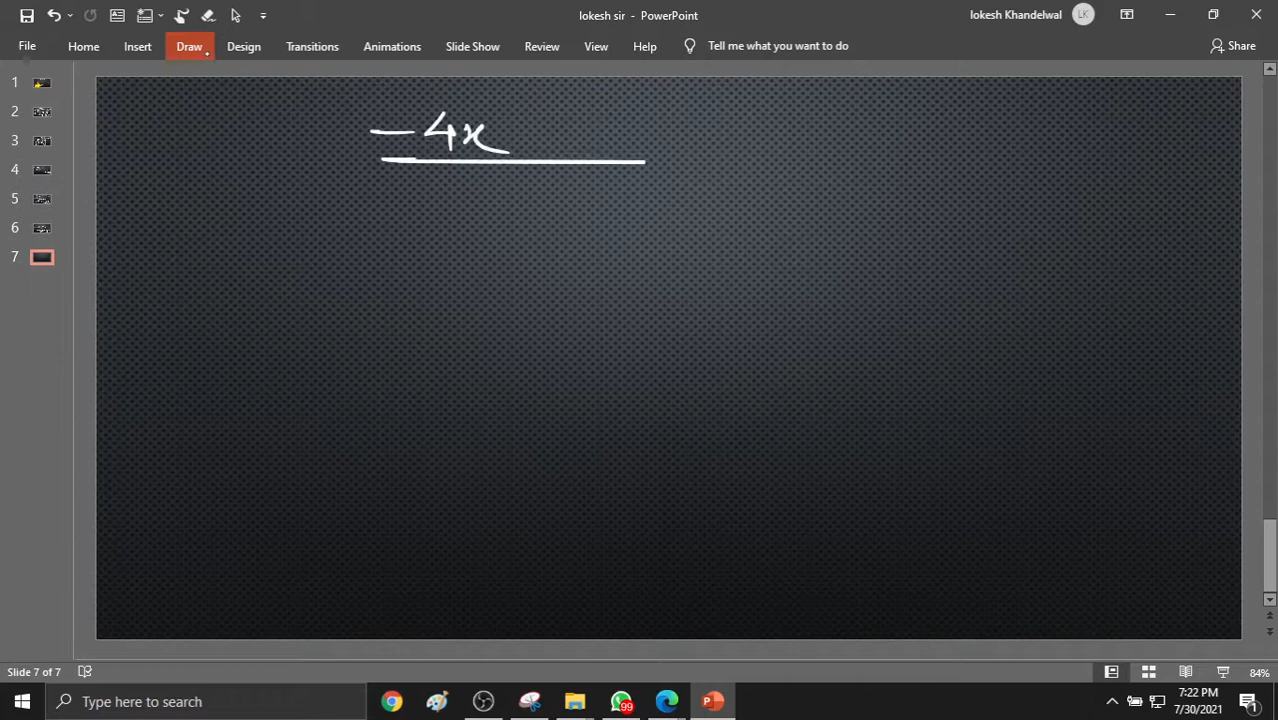 lokesh sir - PowerPoint
lokesh Khandelwal
LK
File
Home
Insert
Draw
Design
Transitions
Animations
Slide Show
Review
View
Help
Tell me what you want to do
Share
1
2
3
4
5
6
7
- 4x
Slide 7 of 7
84%
Type here to search
99
7:22 PM
7/30/2021
1